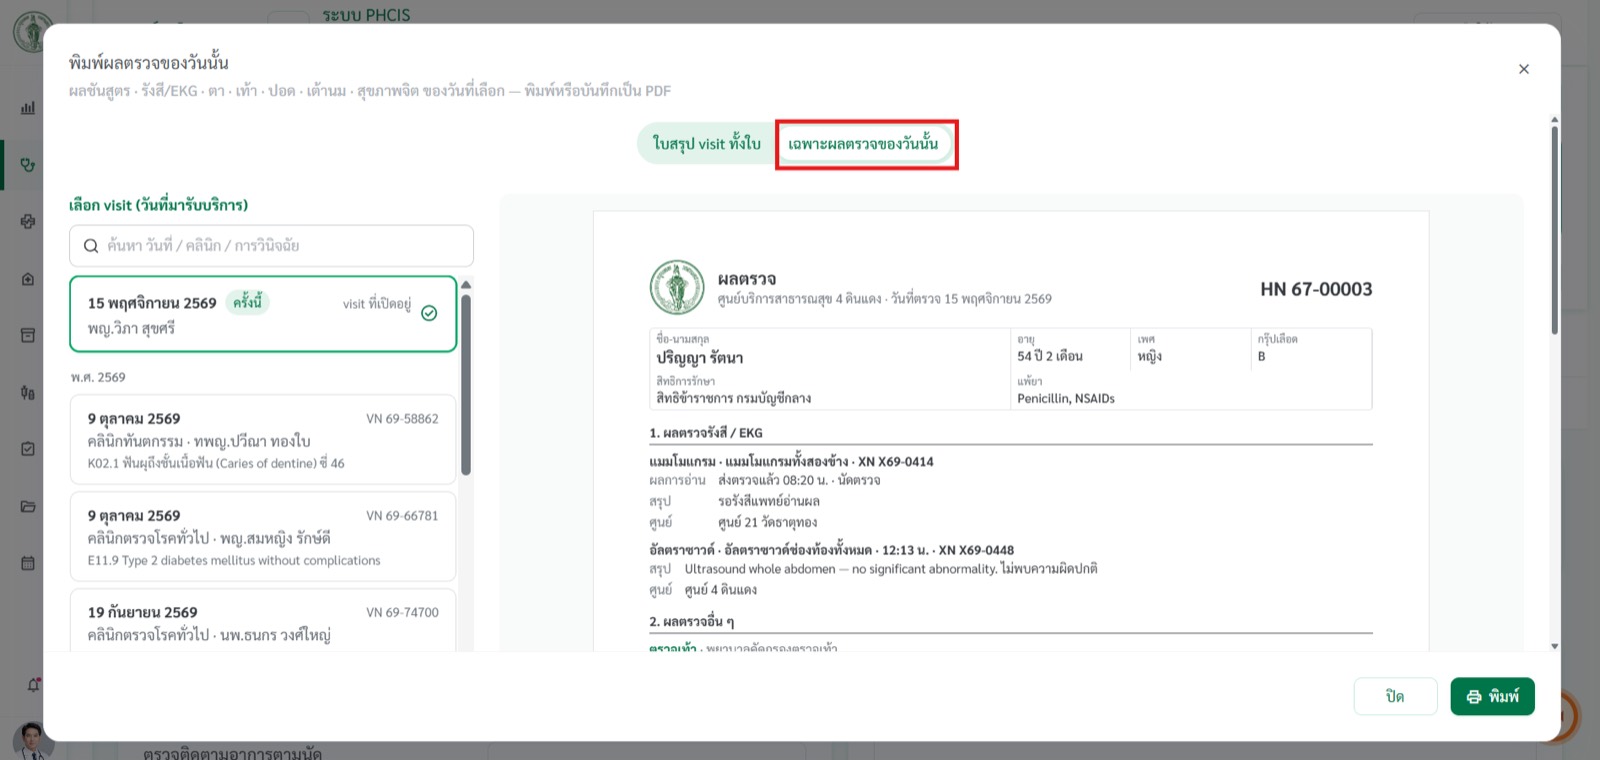 ระบบ PHCIS
พิมพ์ผลตรวจของวันนั้น
ผลชันสูตร · รังสี/EKG · ตา · เท้า · ปอด · เต้านม · สุขภาพจิต ของวันที่เลือก — พิมพ์หรือบันทึกเป็น PDF
ใบสรุป visit ทั้งใบ
เฉพาะผลตรวจของวันนั้น
เลือก visit (วันที่มารับบริการ)
ค้นหา วันที่ / คลินิก / การวินิจฉัย
15 พฤศจิกายน 2569 ครั้งนี้ visit ที่เปิดอยู่
พญ.วิภา สุขศรี
พ.ศ. 2569
9 ตุลาคม 2569 VN 69-58862
คลินิกทันตกรรม · ทพญ.ปวีณา ทองใบ
K02.1 ฟันผุถึงชั้นเนื้อฟัน (Caries of dentine) ซี่ 46
9 ตุลาคม 2569 VN 69-66781
คลินิกตรวจโรคทั่วไป · พญ.สมหญิง รักษ์ดี
E11.9 Type 2 diabetes mellitus without complications
19 กันยายน 2569 VN 69-74700
คลินิกตรวจโรคทั่วไป · นพ.ธนกร วงศ์ใหญ่
ผลตรวจ
ศูนย์บริการสาธารณสุข 4 ดินแดง · วันที่ตรวจ 15 พฤศจิกายน 2569
HN 67-00003
ชื่อ-นามสกุล อายุ เพศ กรุ๊ปเลือด
ปริญญา รัตนา 54 ปี 2 เดือน หญิง B
สิทธิการรักษา แพ้ยา
สิทธิข้าราชการ กรมบัญชีกลาง Penicillin, NSAIDs
1. ผลตรวจรังสี / EKG
แมมโมแกรม · แมมโมแกรมทั้งสองข้าง · XN X69-0414
ผลการอ่าน ส่งตรวจแล้ว 08:20 น. · นัดตรวจ
สรุป รอรังสีแพทย์อ่านผล
ศูนย์ ศูนย์ 21 วัดธาตุทอง
อัลตราซาวด์ · อัลตราซาวด์ช่องท้องทั้งหมด · 12:13 น. · XN X69-0448
สรุป Ultrasound whole abdomen — no significant abnormality. ไม่พบความผิดปกติ
ศูนย์ ศูนย์ 4 ดินแดง
2. ผลตรวจอื่น ๆ
ตรวจเท้า · พยาบาลคัดกรองตรวจเท้า
ปิด
พิมพ์
ตรวจติดตามอาการตามนัด